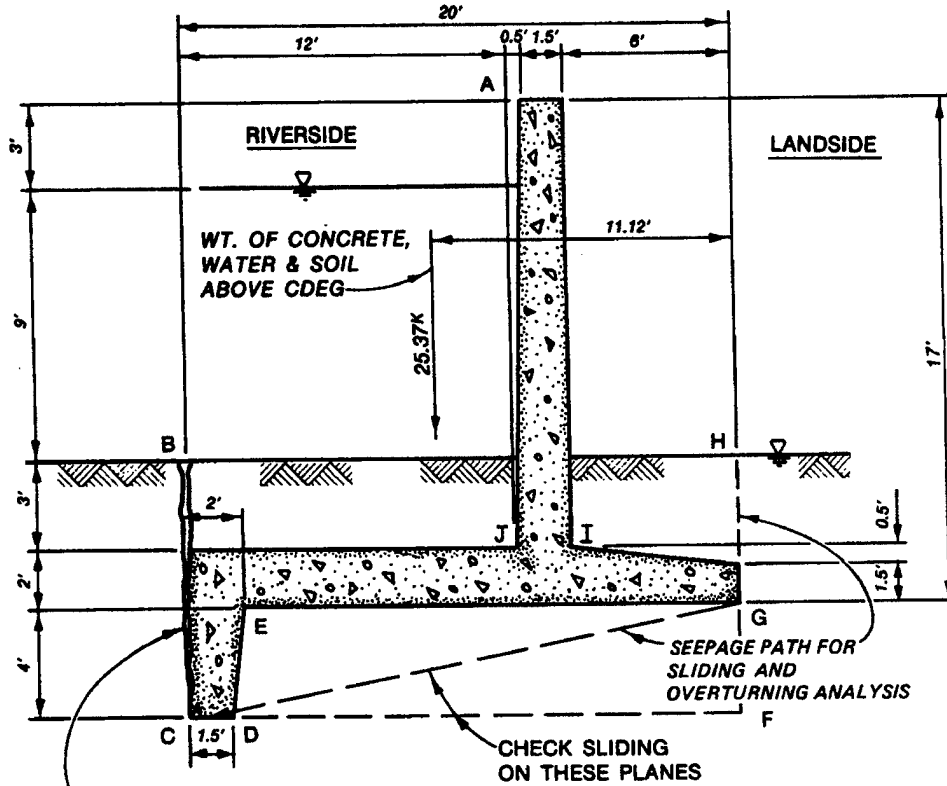 20'
12'
0.5'
1.5'
6'
A
3'
RIVERSIDE
LANDSIDE
WT. OF CONCRETE,
WATER & SOIL
ABOVE CDEG
11.12'
25.37K
9'
17'
B
H
3'
2'
J
I
0.5'
2'
1.5'
E
G
4'
SEEPAGE PATH FOR
SLIDING AND
OVERTURNING ANALYSIS
C
1.5'
D
F
CHECK SLIDING
ON THESE PLANES